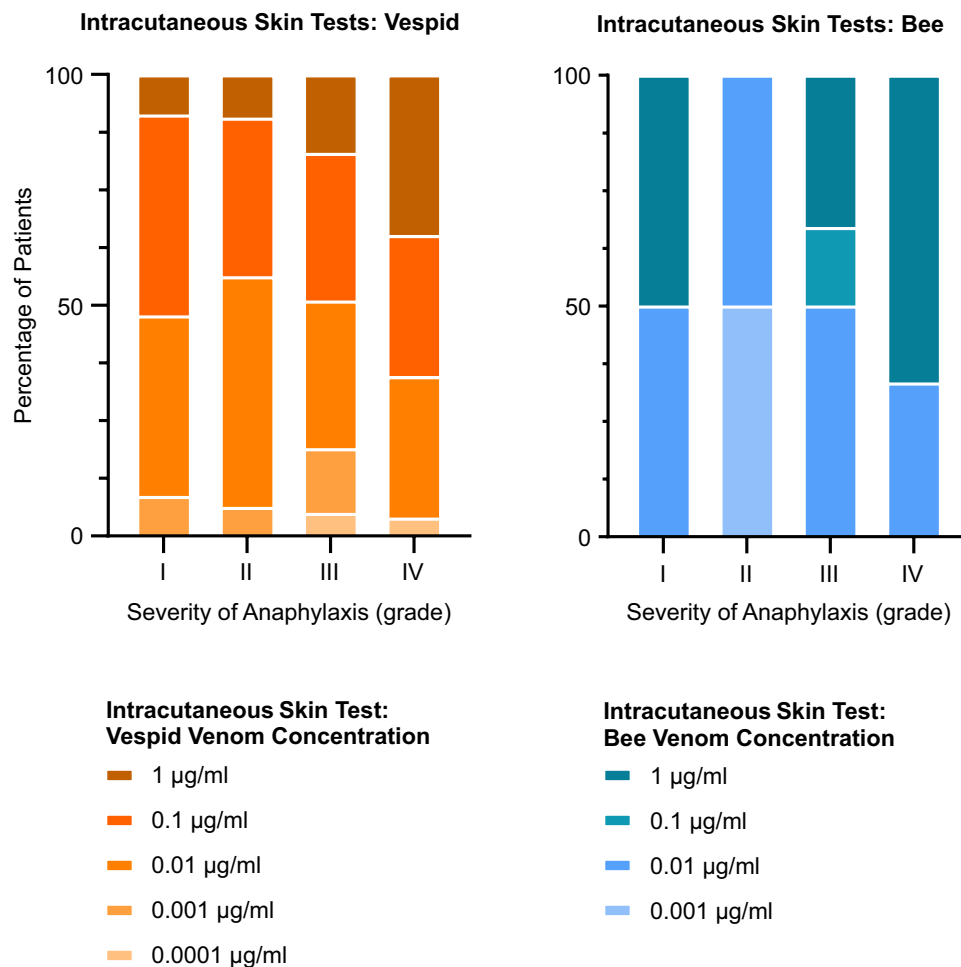 Intracutaneous Skin Tests: Vespid
Percentage of Patients
100
50
0
I
II
III
IV
Severity of Anaphylaxis (grade)
Intracutaneous Skin Test:
Vespid Venom Concentration
1 µg/ml
0.1 µg/ml
0.01 µg/ml
0.001 µg/ml
0.0001 µg/ml
Intracutaneous Skin Tests: Bee
100
50
0
I
II
III
IV
Severity of Anaphylaxis (grade)
Intracutaneous Skin Test:
Bee Venom Concentration
1 µg/ml
0.1 µg/ml
0.01 µg/ml
0.001 µg/ml